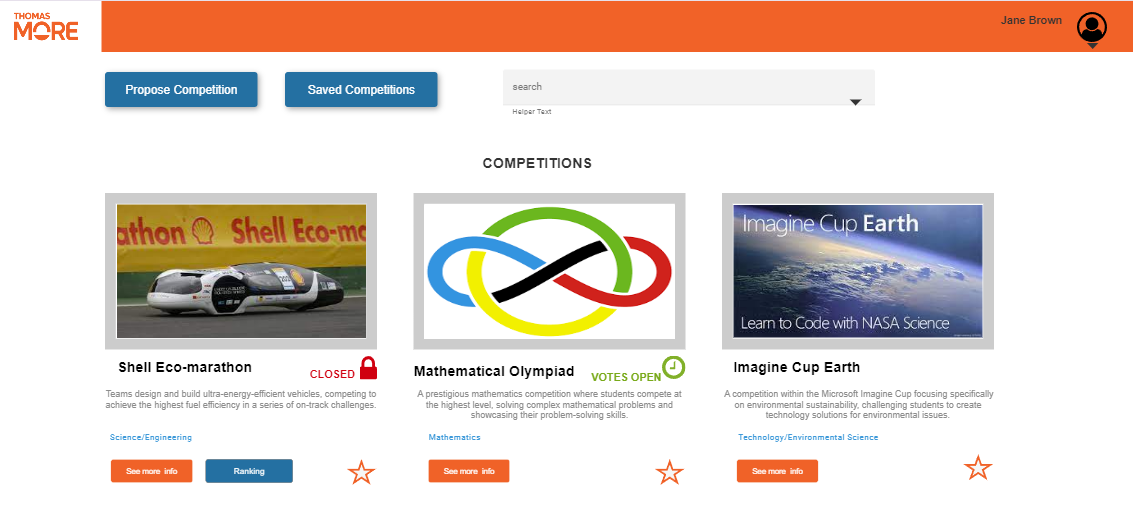 THOMAS
MORE
Jane Brown
Propose Competition
Saved Competitions
search
Helper Text
COMPETITIONS
athon Shell Eco-ma
Imagine Cup Earth
Learn to Code with NASA Science
Shell Eco-marathon
CLOSED
Teams design and build ultra-energy-efficient vehicles, competing to
achieve the highest fuel efficiency in a series of on-track challenges.
Science/Engineering
See more info
Ranking
Mathematical Olympiad
VOTES OPEN
A prestigious mathematics competition where students compete at
the highest level, solving complex mathematical problems and
showcasing their problem-solving skills.
Mathematics
See more info
Imagine Cup Earth
A competition within the Microsoft Imagine Cup focusing specifically
on environmental sustainability, challenging students to create
technology solutions for environmental issues.
Technology/Environmental Science
See more info